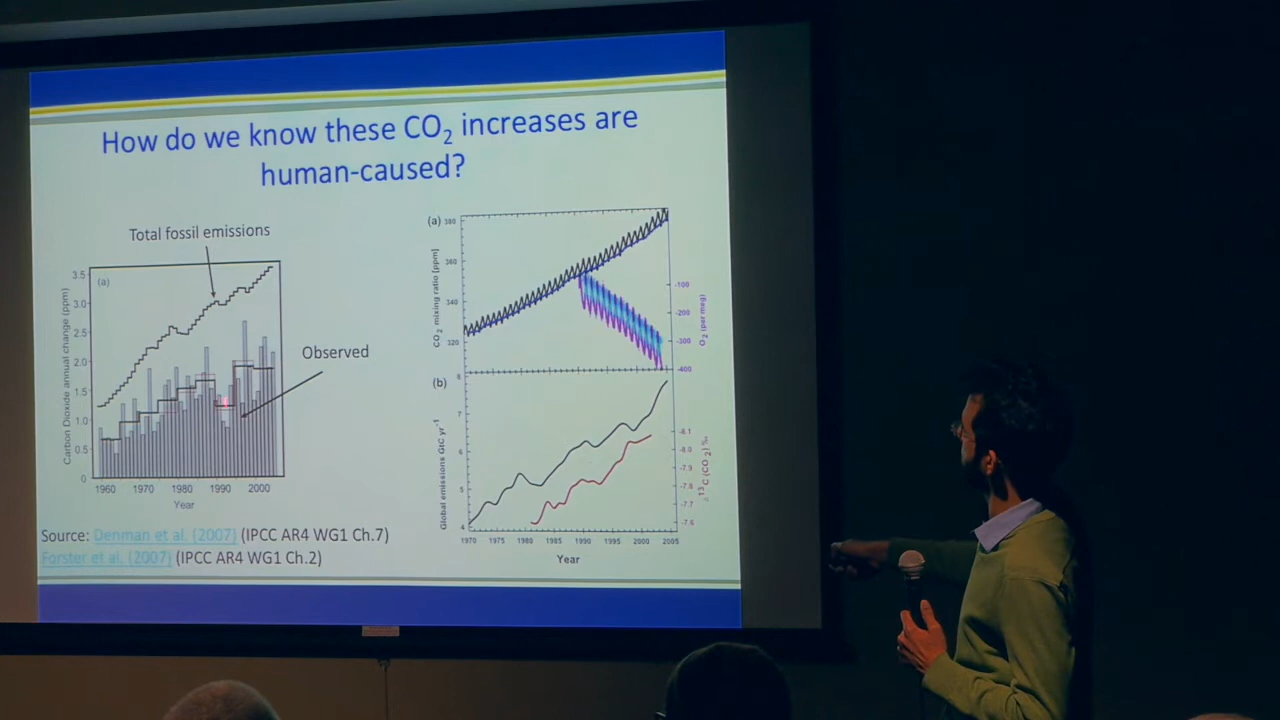 How do we know these CO2 increases are
human-caused?
Total fossil emissions
Observed
(a)
3.5
3.0
2.5
2.0
1.5
1.0
0.5
0
Carbon Dioxide annual change (ppm)
1960 1970 1980 1990 2000
Year
(a)
380
360
340
320
CO2 mixing ratio [ppm]
-100
-200
-300
-400
O2 (per meg)
(b)
8
7
6
5
4
Global emissions GtC yr-1
-8.1
-8.0
-7.9
-7.8
-7.7
-7.6
13C (CO2) ‰
1970 1975 1980 1985 1990 1995 2000 2005
Year
Source: Denman et al. (2007) (IPCC AR4 WG1 Ch.7)
Forster et al. (2007) (IPCC AR4 WG1 Ch.2)